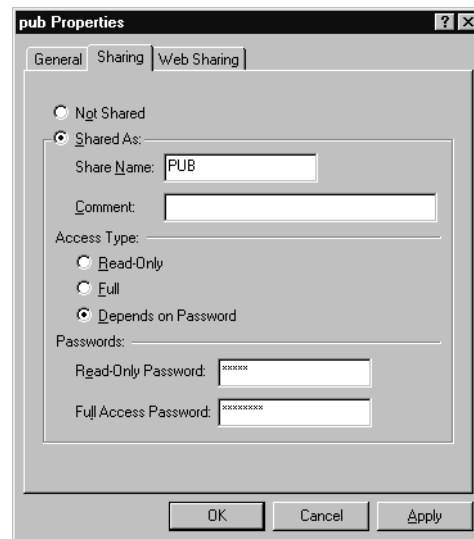 pub Properties
General Sharing Web Sharing
Not Shared
Shared As:
Share Name: PUB
Comment:
Access Type:
Read-Only
Full
Depends on Password
Passwords:
Read-Only Password: *****
Full Access Password: ********
OK Cancel Apply